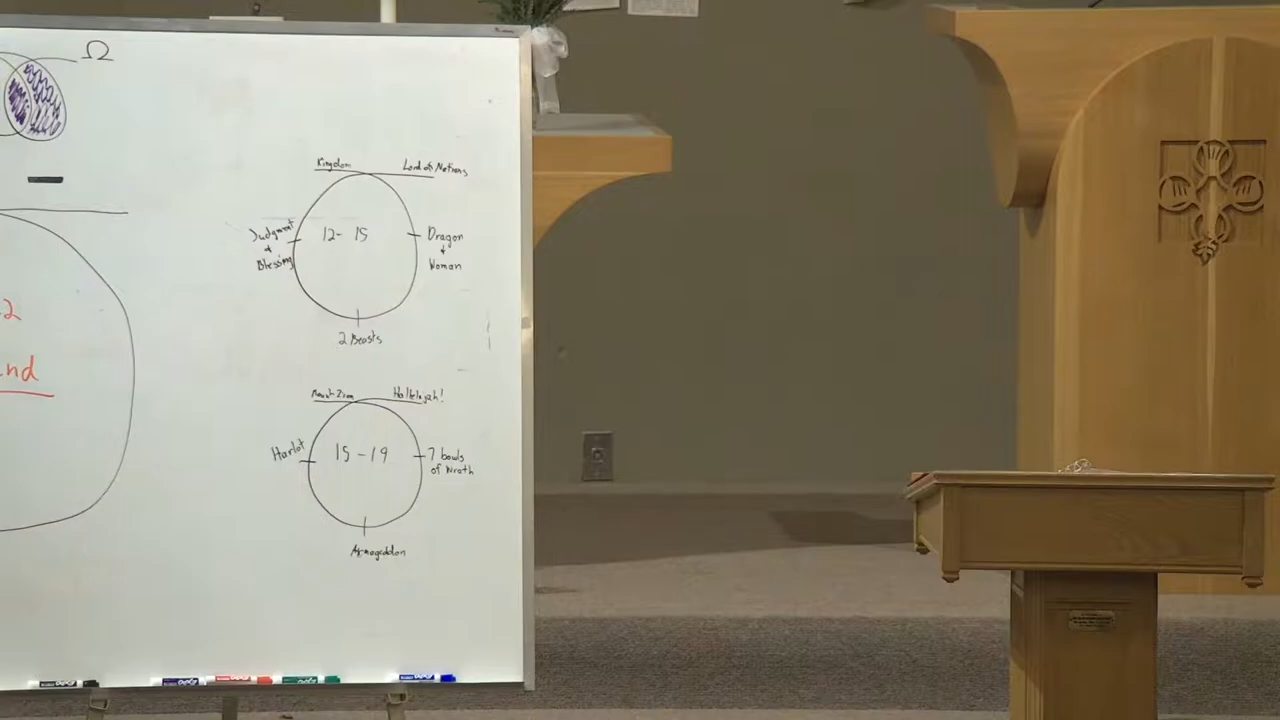 Ω
2
nd
Kingdom
Lord of Nations
Judgment
+
Blessing
12- 15
Dragon
+
Woman
2 Beasts
Mount Zion
Hallelujah!
Harlot
15 - 19
7 bowls
of Wrath
Armageddon